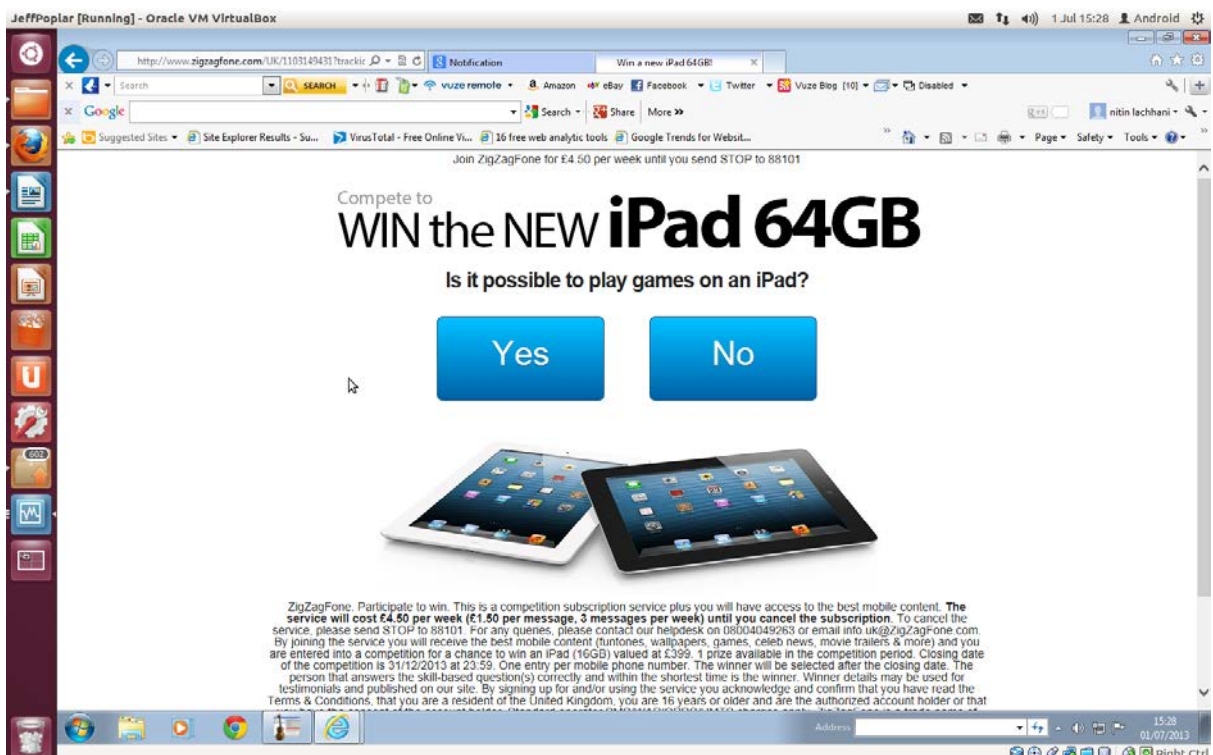 JeffPoplar [Running] - Oracle VM VirtualBox
1 Jul 15:28 Android
http://www.zigzagfone.com/UK/1103149431?trackic
Notification
Win a new iPad 64GB!
Search
SEARCH
vuze remote
Amazon
eBay
Facebook
Twitter
Vuze Blog [10]
Disabled
Google
Search
Share
More »
nitin lachhani
Suggested Sites
Site Explorer Results - Su...
VirusTotal - Free Online Vi...
16 free web analytic tools
Google Trends for Websit...
Page
Safety
Tools
Join ZigZagFone for £4.50 per week until you send STOP to 88101
Compete to
WIN the NEW iPad 64GB
Is it possible to play games on an iPad?
Yes
No
602
ZigZagFone. Participate to win. This is a competition subscription service plus you will have access to the best mobile content. The
service will cost £4.50 per week (£1.50 per message, 3 messages per week) until you cancel the subscription. To cancel the
service, please send STOP to 88101. For any queries, please contact our helpdesk on 08004049263 or email info.uk@ZigZagFone.com.
By joining the service you will receive the best mobile content (funtones, wallpapers, games, celeb news, movie trailers & more) and you
are entered into a competition for a chance to win an iPad (16GB) valued at £399. 1 prize available in the competition period. Closing date
of the competition is 31/12/2013 at 23:59. One entry per mobile phone number. The winner will be selected after the closing date. The
person that answers the skill-based question(s) correctly and within the shortest time is the winner. Winner details may be used for
testimonials and published on our site. By signing up for and/or using the service you acknowledge and confirm that you have read the
Terms & Conditions, that you are a resident of the United Kingdom, you are 16 years or older and are the authorized account holder or that
Address
15:28
01/07/2013
Right Ctrl